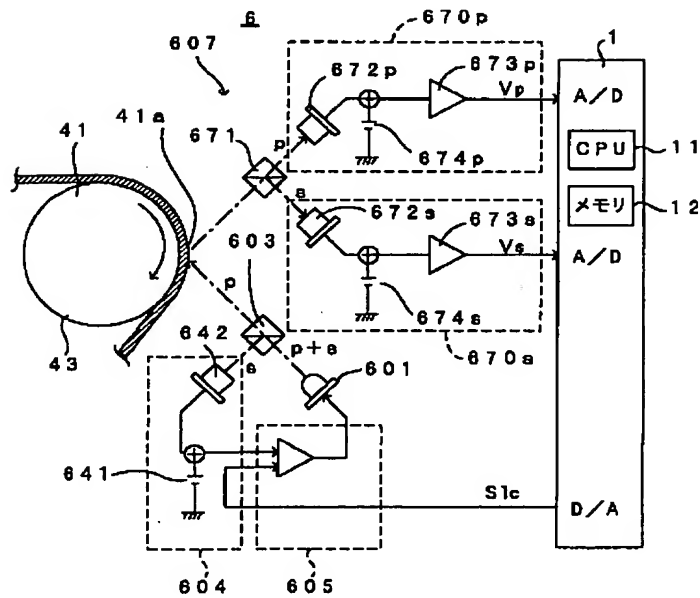 6
607
670p
1
41
41a
671
672p
673p
Vp
A/D
p
674p
CPU
11
メモリ
12
s
672s
673s
Vs
A/D
603
674s
p
43
642
s
p+s
601
670s
641
S1c
D/A
604
605